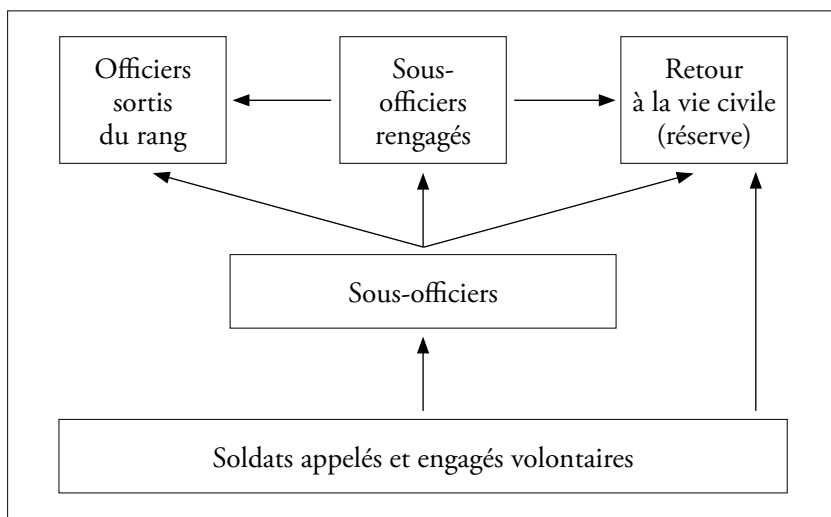 Officiers
sortis
du rang
Sous-
officiers
rengagés
Retour
à la vie civile
(réserve)
Sous-officiers
Soldats appelés et engagés volontaires